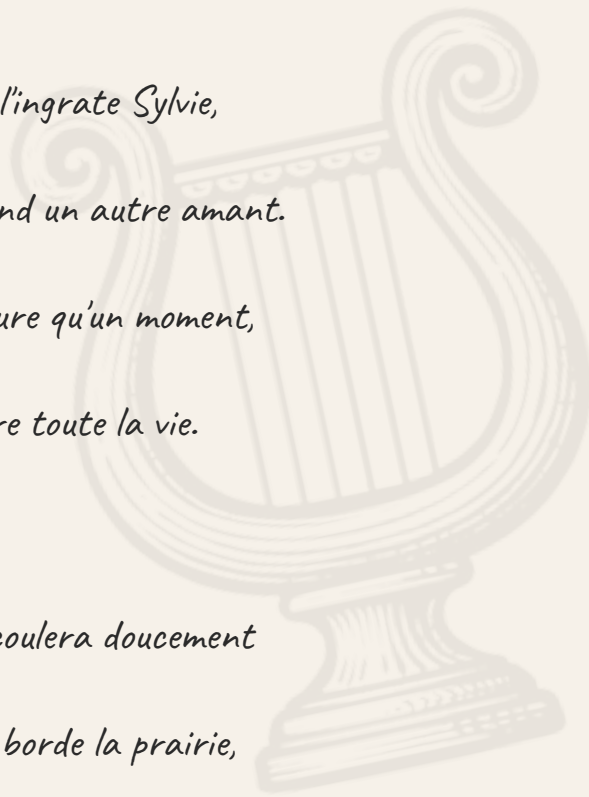 l'ingrate Sylvie,
nd un autre amant.
ure qu'un moment,
re toute la vie.
coulera doucement
borde la prairie,